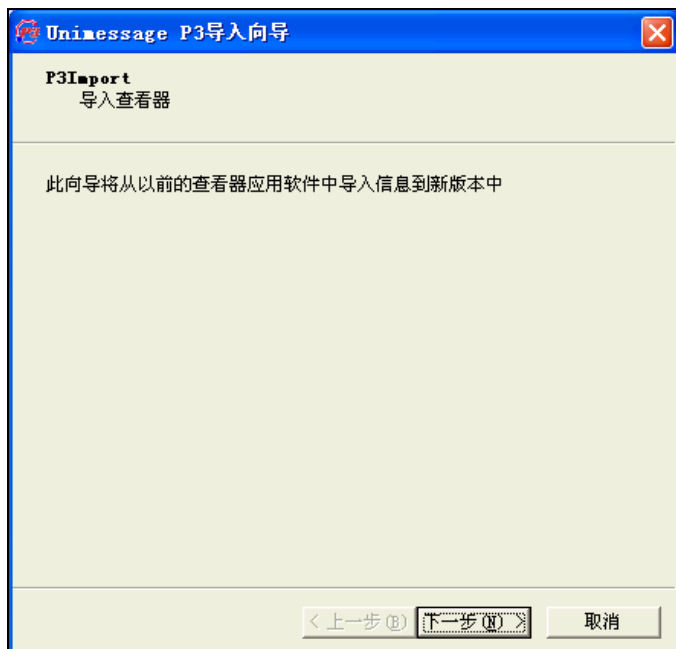 Unimessage P3导入向导
P3Import
导入查看器
此向导将从以前的查看器应用软件中导入信息到新版本中
< 上一步(B)
下一步(N) >
取消